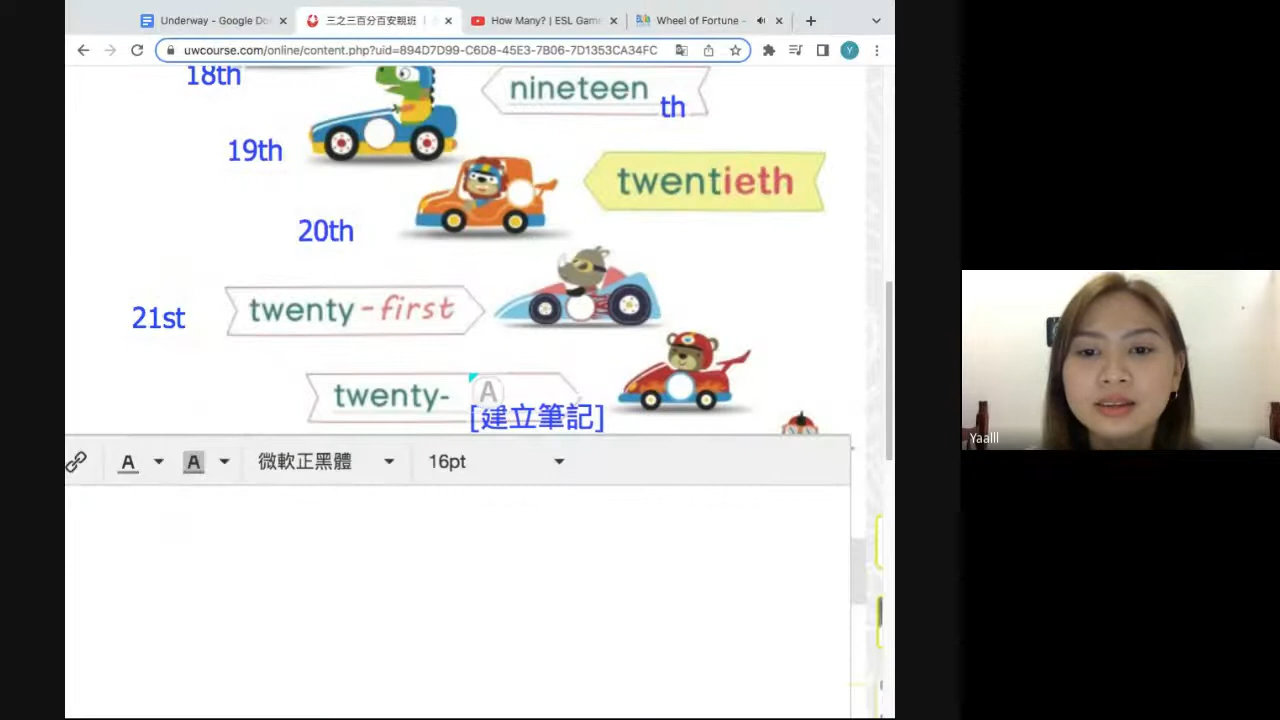 Underway - Google Do
三之三百分百安親班
How Many? | ESL Gam
Wheel of Fortune -
uwcourse.com/online/content.php?uid=894D7D99-C6D8-45E3-7B06-7D1353CA34FC
Y
18th
nineteen th
19th
twentieth
20th
21st
twenty-first
twenty-
A
[建立筆記]
A A 微軟正黑體 16pt
Yaalll